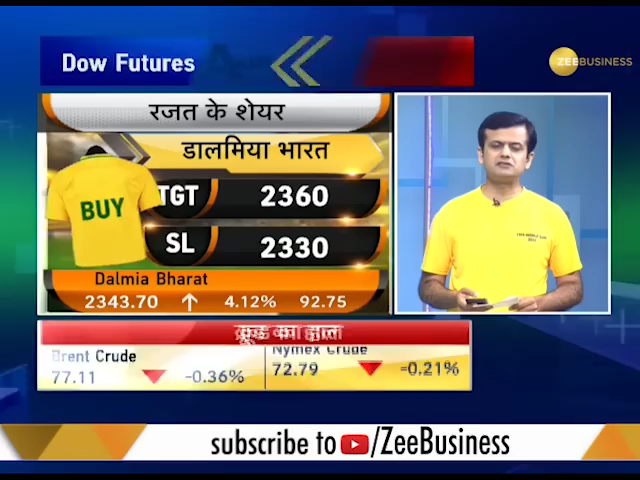 Dow Futures
ZEEBUSINESS
रजत के शेयर
डालमिया भारत
BUY
TGT 2360
SL 2330
Dalmia Bharat
2343.70 4.12% 92.75
Brent Crude Nymex Crude
77.11 -0.36% 72.79 -0.21%
subscribe to /ZeeBusiness